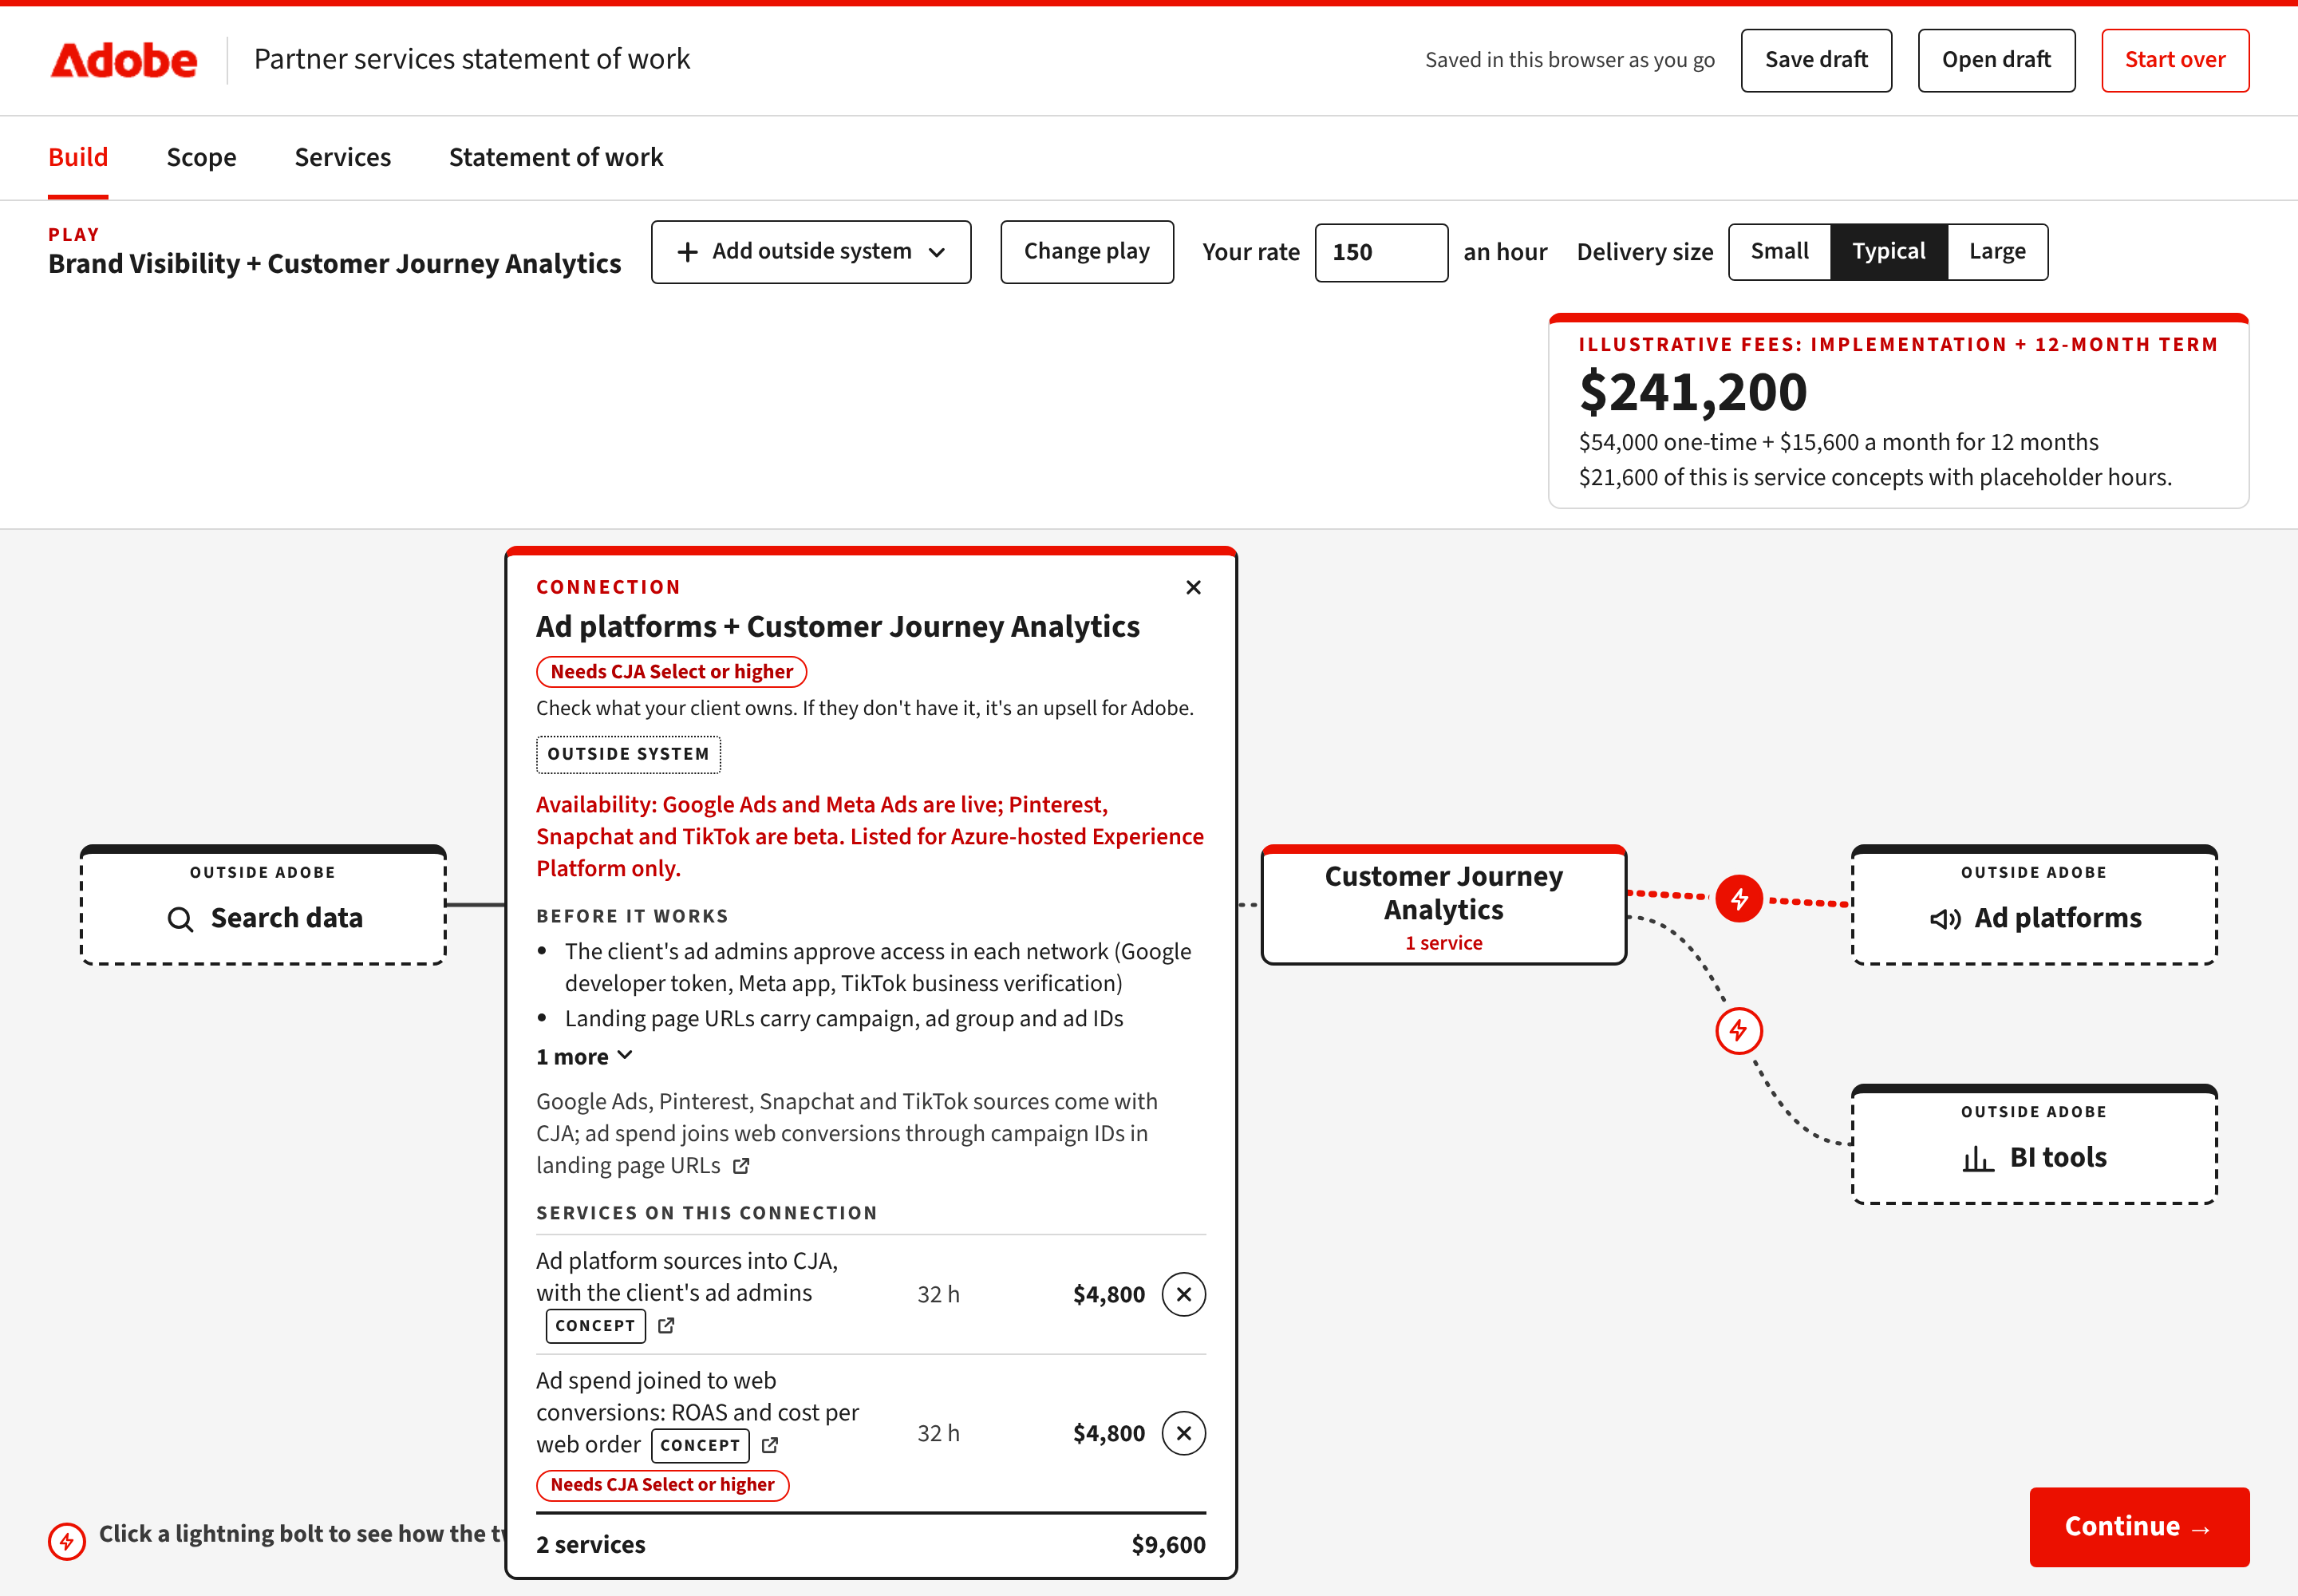 Adobe
Partner services statement of work
Saved in this browser as you go
Save draft
Open draft
Start over
Build
Scope
Services
Statement of work
PLAY
Brand Visibility + Customer Journey Analytics
Add outside system
Change play
Your rate
150
an hour
Delivery size
Small
Typical
Large
ILLUSTRATIVE FEES: IMPLEMENTATION + 12-MONTH TERM
$241,200
$54,000 one-time + $15,600 a month for 12 months
$21,600 of this is service concepts with placeholder hours.
OUTSIDE ADOBE
Search data
CONNECTION
Ad platforms + Customer Journey Analytics
Needs CJA Select or higher
Check what your client owns. If they don't have it, it's an upsell for Adobe.
OUTSIDE SYSTEM
Availability: Google Ads and Meta Ads are live; Pinterest,
Snapchat and TikTok are beta. Listed for Azure-hosted Experience
Platform only.
BEFORE IT WORKS
• The client's ad admins approve access in each network (Google
developer token, Meta app, TikTok business verification)
• Landing page URLs carry campaign, ad group and ad IDs
1 more
Google Ads, Pinterest, Snapchat and TikTok sources come with
CJA; ad spend joins web conversions through campaign IDs in
landing page URLs
SERVICES ON THIS CONNECTION
Ad platform sources into CJA,
with the client's ad admins
CONCEPT
32 h
$4,800
Ad spend joined to web
conversions: ROAS and cost per
web order CONCEPT
32 h
$4,800
Needs CJA Select or higher
2 services
$9,600
Customer Journey
Analytics
1 service
OUTSIDE ADOBE
Ad platforms
OUTSIDE ADOBE
BI tools
Click a lightning bolt to see how the
Continue →